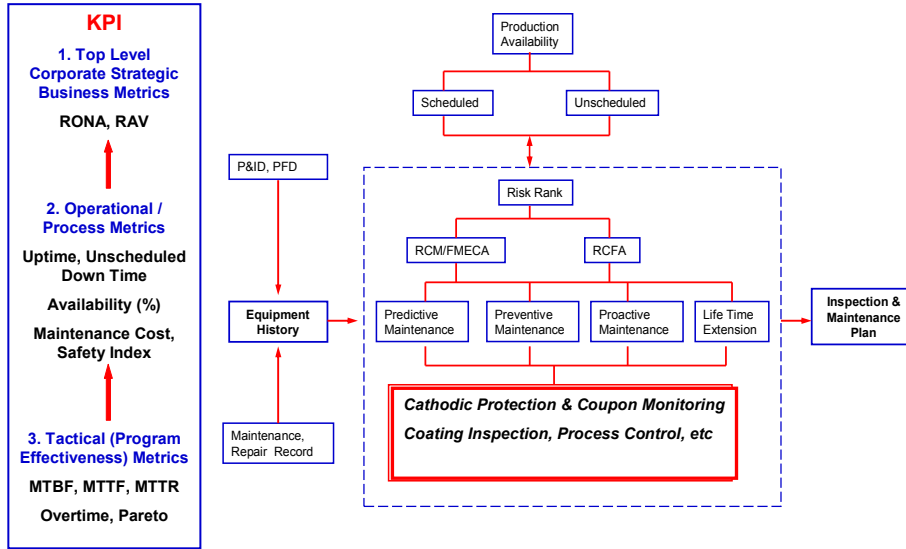 KPI
1. Top Level
Corporate Strategic
Business Metrics
RONA, RAV
2. Operational /
Process Metrics
Uptime, Unscheduled
Down Time
Availability (%)
Maintenance Cost,
Safety Index
3. Tactical (Program
Effectiveness) Metrics
MTBF, MTTF, MTTR
Overtime, Pareto
Production
Availability
Scheduled
Unscheduled
P&ID, PFD
Risk Rank
RCM/FMECA
RCFA
Equipment
History
Predictive
Maintenance
Preventive
Maintenance
Proactive
Maintenance
Life Time
Extension
Inspection &
Maintenance
Plan
Cathodic Protection & Coupon Monitoring
Coating Inspection, Process Control, etc
Maintenance,
Repair Record